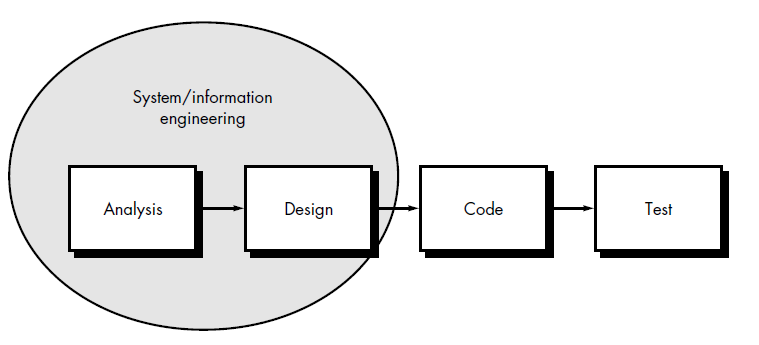 System/information
engineering
Analysis
Design
Code
Test